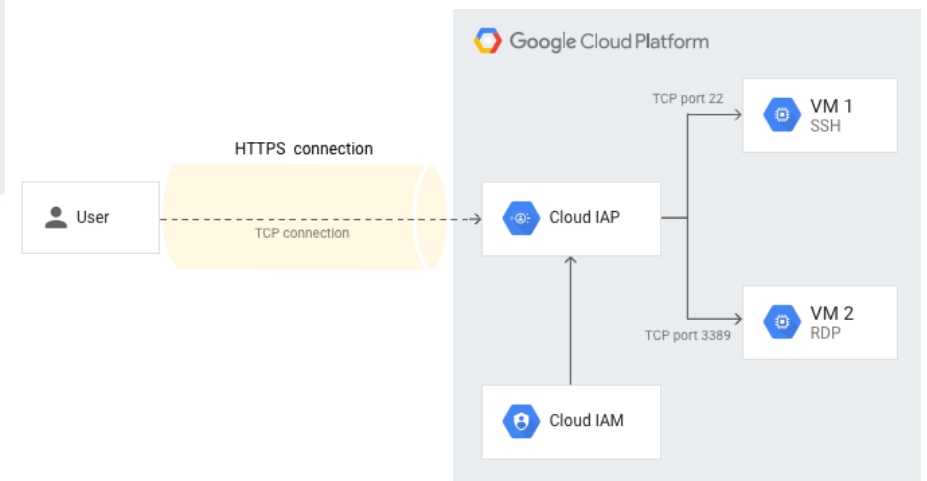 Google Cloud Platform
TCP port 22
VM 1
SSH
HTTPS connection
User
TCP connection
Cloud IAP
VM 2
RDP
TCP port 3389
Cloud IAM